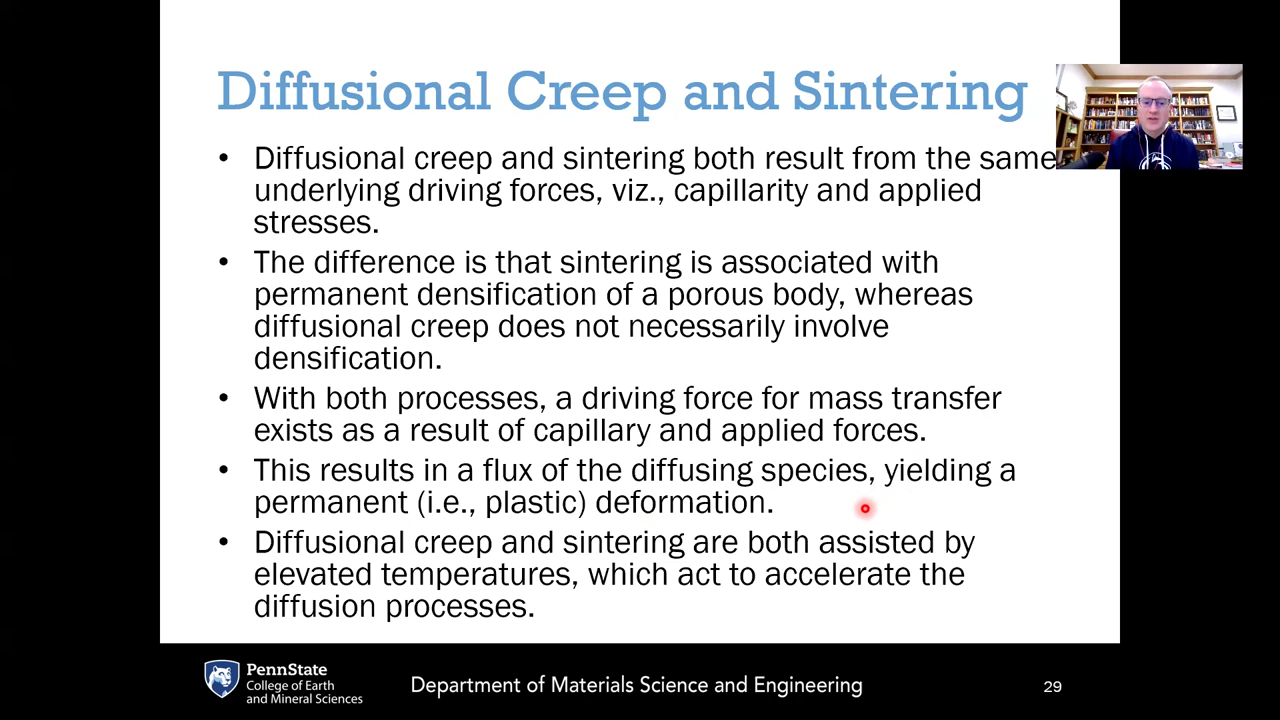 Diffusional Creep and Sintering
• Diffusional creep and sintering both result from the same
underlying driving forces, viz., capillarity and applied
stresses.
• The difference is that sintering is associated with
permanent densification of a porous body, whereas
diffusional creep does not necessarily involve
densification.
• With both processes, a driving force for mass transfer
exists as a result of capillary and applied forces.
• This results in a flux of the diffusing species, yielding a
permanent (i.e., plastic) deformation.
• Diffusional creep and sintering are both assisted by
elevated temperatures, which act to accelerate the
diffusion processes.
PennState
College of Earth
and Mineral Sciences
Department of Materials Science and Engineering
29